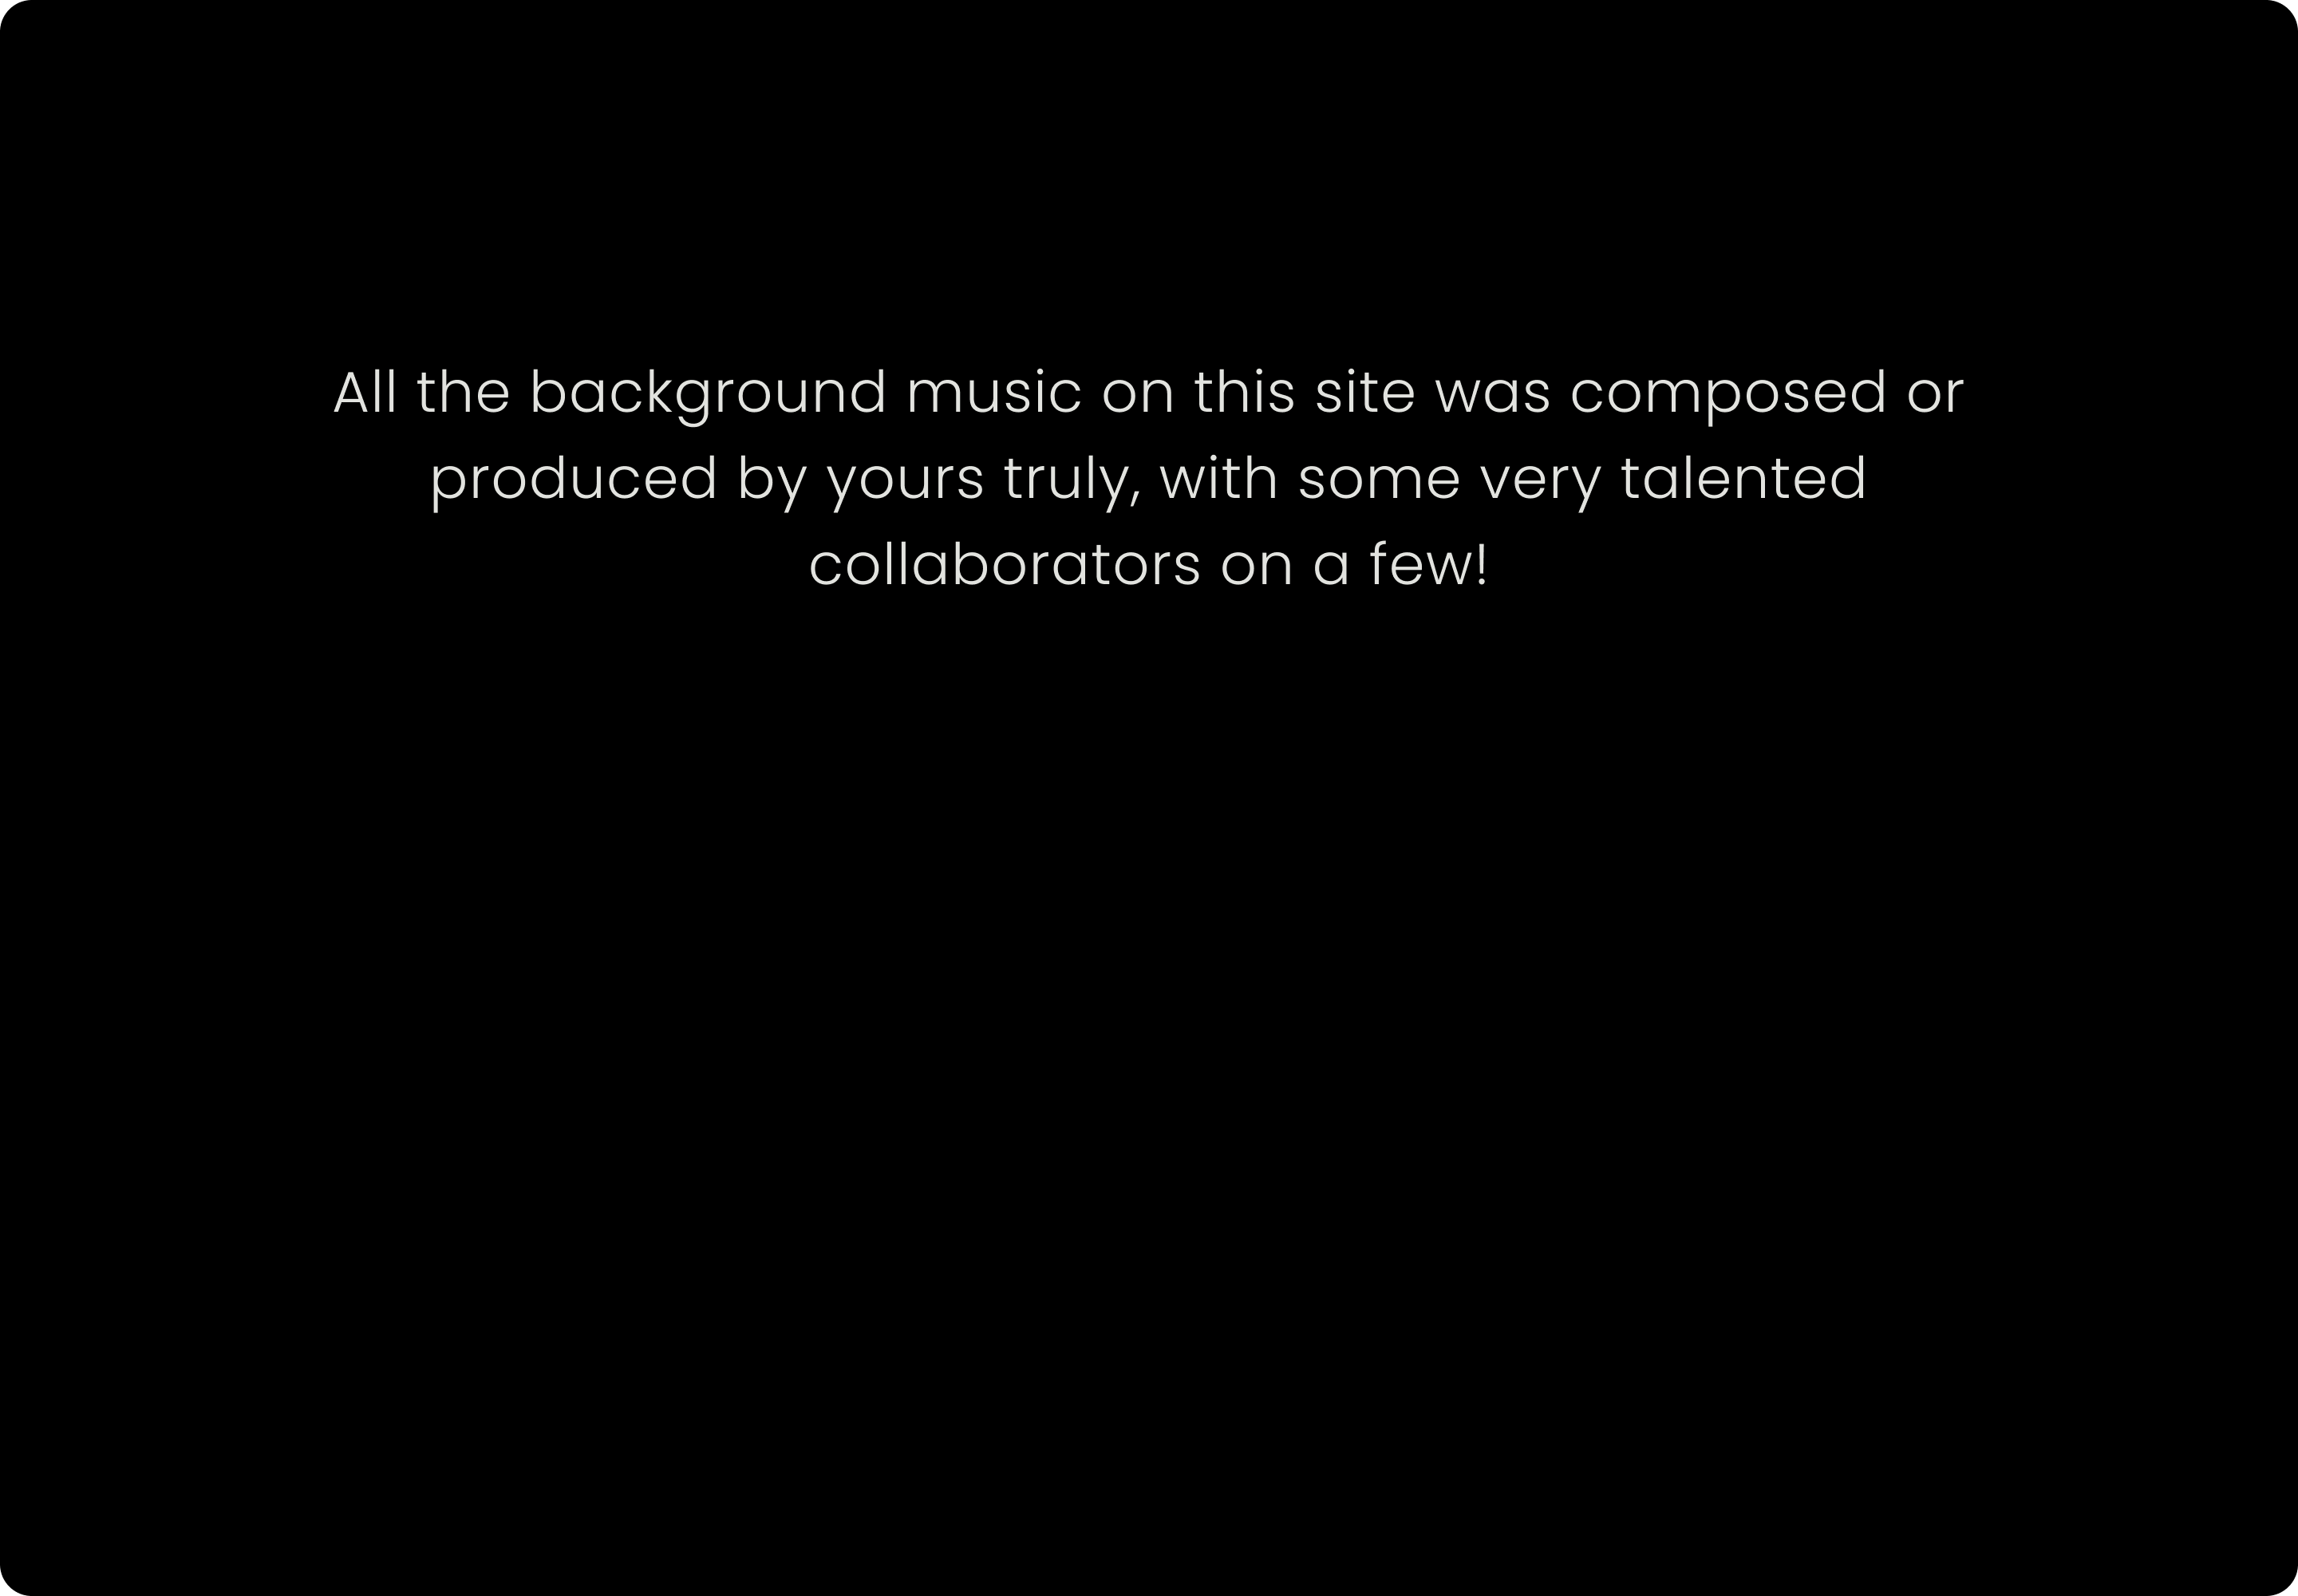 All the background music on this site was composed or
produced by yours truly, with some very talented
collaborators on a few!